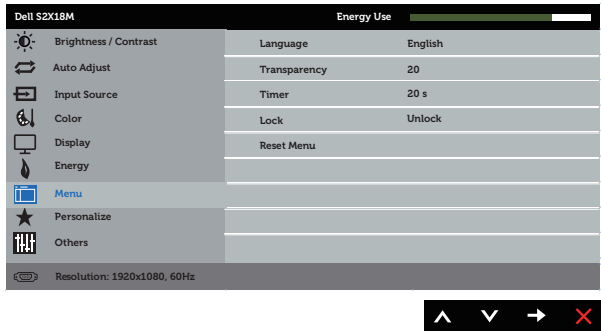 Dell S2X18M Energy Use
Brightness / Contrast
Auto Adjust
Input Source
Color
Display
Energy
Menu
Personalize
Others
Language English
Transparency 20
Timer 20 s
Lock Unlock
Reset Menu
Resolution: 1920x1080, 60Hz